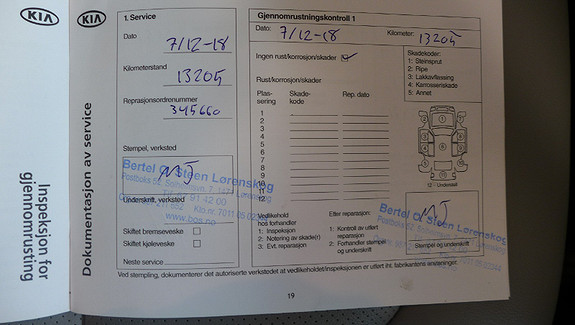 KIA
Inspeksjon for
gjennomrusting
KIA
Dokumentasjon av service
1. Service
Dato
7/12-18
Kilometerstand
13205
Reprasjonsordrenummer
345660
Stempel, verksted
Bertel O. Steen Lørenskog
Underskrift, verksted
Skiftet bremsevæske
Skiftet kjølevæske
Neste service
Gjennomrustningskontroll 1
Dato: 7/12-18 Kilometer: 13205
Ingen rust/korrosjon/skader
Rust/korrosjon/skader
Plas-
sering
Skade-
kode
Rep. dato
1
2
3
4
5
6
7
8
9
10
11
12
Skadekoder:
1: Steinsprut
2: Ripe
3: Lakkavflassing
4: Karosseriskade
5: Annet
12 - Understell
Vedlikehold
hos forhandler
1: Inspeksjon
2: Notering av skade(r)
3: Evt. reparasjon
Etter reparasjon:
1: Kontroll av utført
reparasjon
2: Forhandler stempel
og underskrift
Bertel O. Steen Lørenskog
Stempel og underskrift
Ved stempling, dokumenterer det autoriserte verkstedet at vedlikeholdet/inspeksjonen er utført iht. fabrikantens anvisninger.
19